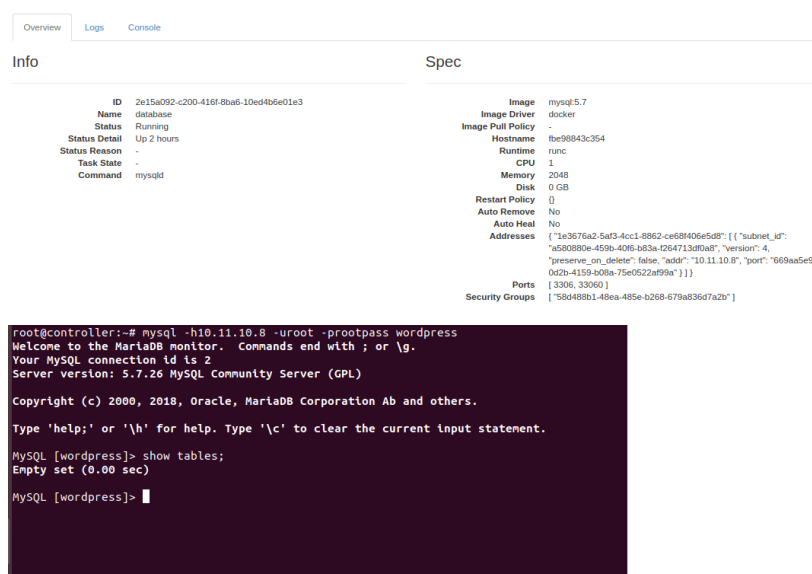 Overview Logs Console
Info
ID 2e15a092-c200-416f-8ba6-10ed4b6e01e3
Name database
Status Running
Status Detail Up 2 hours
Status Reason -
Task State -
Command mysqld
Spec
Image mysql:5.7
Image Driver docker
Image Pull Policy -
Hostname fbe98843c354
Runtime runc
CPU 1
Memory 2048
Disk 0 GB
Restart Policy {}
Auto Remove No
Auto Heal No
Addresses { "1e3676a2-5af3-4cc1-8862-ce68f406e5d8": [ { "subnet_id":
"a580880e-459b-40f6-b83a-f264713df0a8", "version": 4,
"preserve_on_delete": false, "addr": "10.11.10.8", "port": "669aa5e9
0d2b-4159-b08a-75e0522af99a" } ] }
Ports [ 3306, 33060 ]
Security Groups [ "58d488b1-48ea-485e-b268-679a836d7a2b" ]
root@controller:~# mysql -h10.11.10.8 -uroot -prootpass wordpress
Welcome to the MariaDB monitor.  Commands end with ; or \g.
Your MySQL connection id is 2
Server version: 5.7.26 MySQL Community Server (GPL)
Copyright (c) 2000, 2018, Oracle, MariaDB Corporation Ab and others.
Type 'help;' or '\h' for help. Type '\c' to clear the current input statement.
MySQL [wordpress]> show tables;
Empty set (0.00 sec)
MySQL [wordpress]>